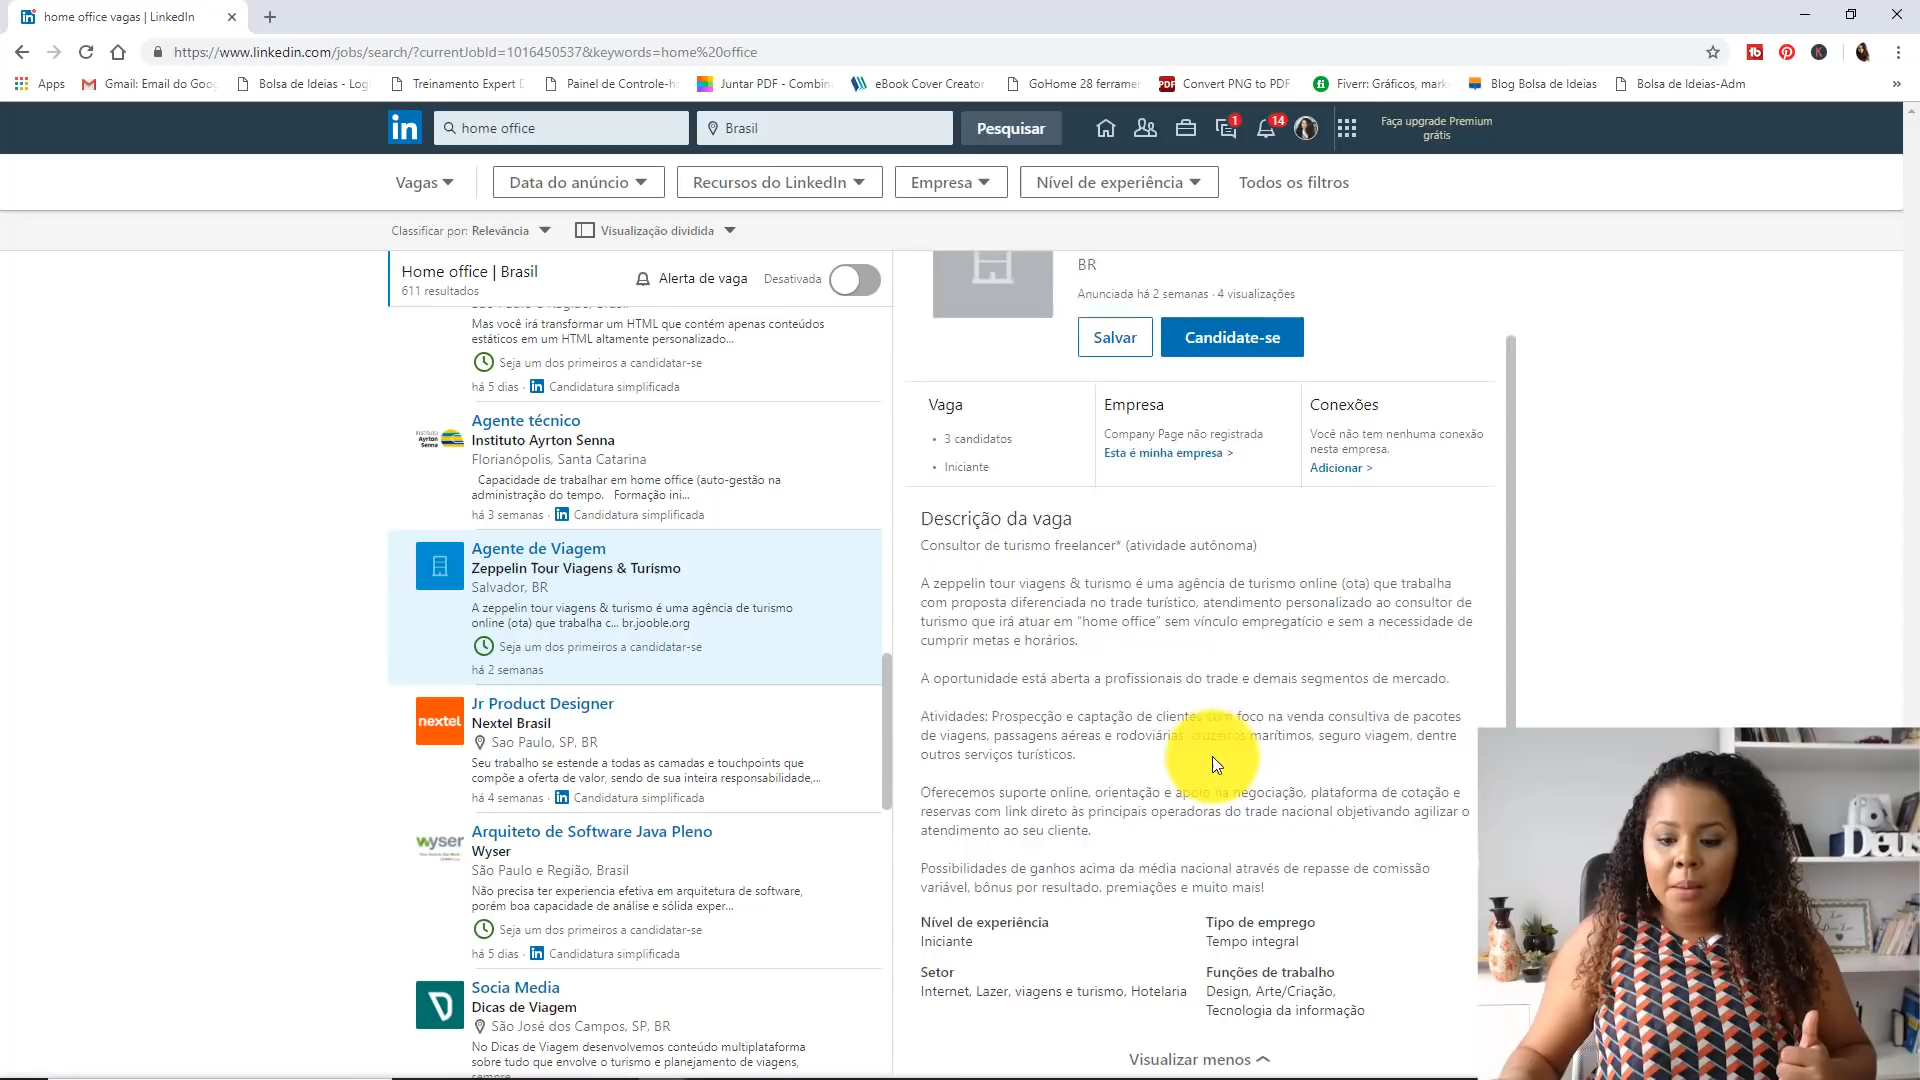 home office vagas | LinkedIn
https://www.linkedin.com/jobs/search/?currentJobId=1016450537&keywords=home%20office
Apps
Gmail: Email do Goo
Bolsa de Ideias - Log
Treinamento Expert D
Painel de Controle-ho
Juntar PDF - Combin
eBook Cover Creator
GoHome 28 ferramen
Convert PNG to PDF
Fiverr: Gráficos, mark
Blog Bolsa de Ideias
Bolsa de Ideias-Adm
»
in
home office
Brasil
Pesquisar
1
14
Faça upgrade Premium
grátis
Vagas
Data do anúncio
Recursos do LinkedIn
Empresa
Nível de experiência
Todos os filtros
Classificar por: Relevância
Visualização dividida
Home office | Brasil
611 resultados
Alerta de vaga
Desativada
Mas você irá transformar um HTML que contém apenas conteúdos
estáticos em um HTML altamente personalizado...
Seja um dos primeiros a candidatar-se
há 5 dias · in Candidatura simplificada
Agente técnico
Instituto Ayrton Senna
Instituto
Ayrton
Senna
Florianópolis, Santa Catarina
Capacidade de trabalhar em home office (auto-gestão na
administração do tempo. Formação ini...
há 3 semanas · in Candidatura simplificada
Agente de Viagem
Zeppelin Tour Viagens & Turismo
Salvador, BR
A zeppelin tour viagens & turismo é uma agência de turismo
online (ota) que trabalha c... br.jooble.org
Seja um dos primeiros a candidatar-se
há 2 semanas
nextel
Jr Product Designer
Nextel Brasil
Sao Paulo, SP, BR
Seu trabalho se estende a todas as camadas e touchpoints que
compõe a oferta de valor, sendo de sua inteira responsabilidade,...
há 4 semanas · in Candidatura simplificada
wyser
Arquiteto de Software Java Pleno
Wyser
São Paulo e Região, Brasil
Não precisa ter experiencia efetiva em arquitetura de software,
porém boa capacidade de análise e sólida exper...
Seja um dos primeiros a candidatar-se
há 5 dias · in Candidatura simplificada
Socia Media
Dicas de Viagem
São José dos Campos, SP, BR
No Dicas de Viagem desenvolvemos conteúdo multiplataforma
sobre tudo que envolve o turismo e planejamento de viagens,
BR
Anunciada há 2 semanas · 4 visualizações
Salvar
Candidate-se
Vaga
• 3 candidatos
• Iniciante
Empresa
Company Page não registrada
Esta é minha empresa >
Conexões
Você não tem nenhuma conexão
nesta empresa.
Adicionar >
Descrição da vaga
Consultor de turismo freelancer* (atividade autônoma)
A zeppelin tour viagens & turismo é uma agência de turismo online (ota) que trabalha
com proposta diferenciada no trade turístico, atendimento personalizado ao consultor de
turismo que irá atuar em “home office” sem vínculo empregatício e sem a necessidade de
cumprir metas e horários.
A oportunidade está aberta a profissionais do trade e demais segmentos de mercado.
Atividades: Prospecção e captação de clientes com foco na venda consultiva de pacotes
de viagens, passagens aéreas e rodoviárias, cruzeiros marítimos, seguro viagem, dentre
outros serviços turísticos.
Oferecemos suporte online, orientação e apoio na negociação, plataforma de cotação e
reservas com link direto às principais operadoras do trade nacional objetivando agilizar o
atendimento ao seu cliente.
Possibilidades de ganhos acima da média nacional através de repasse de comissão
variável, bônus por resultado, premiações e muito mais!
Nível de experiência
Iniciante
Tipo de emprego
Tempo integral
Setor
Internet, Lazer, viagens e turismo, Hotelaria
Funções de trabalho
Design, Arte/Criação,
Tecnologia da informação
Visualizar menos
Deus